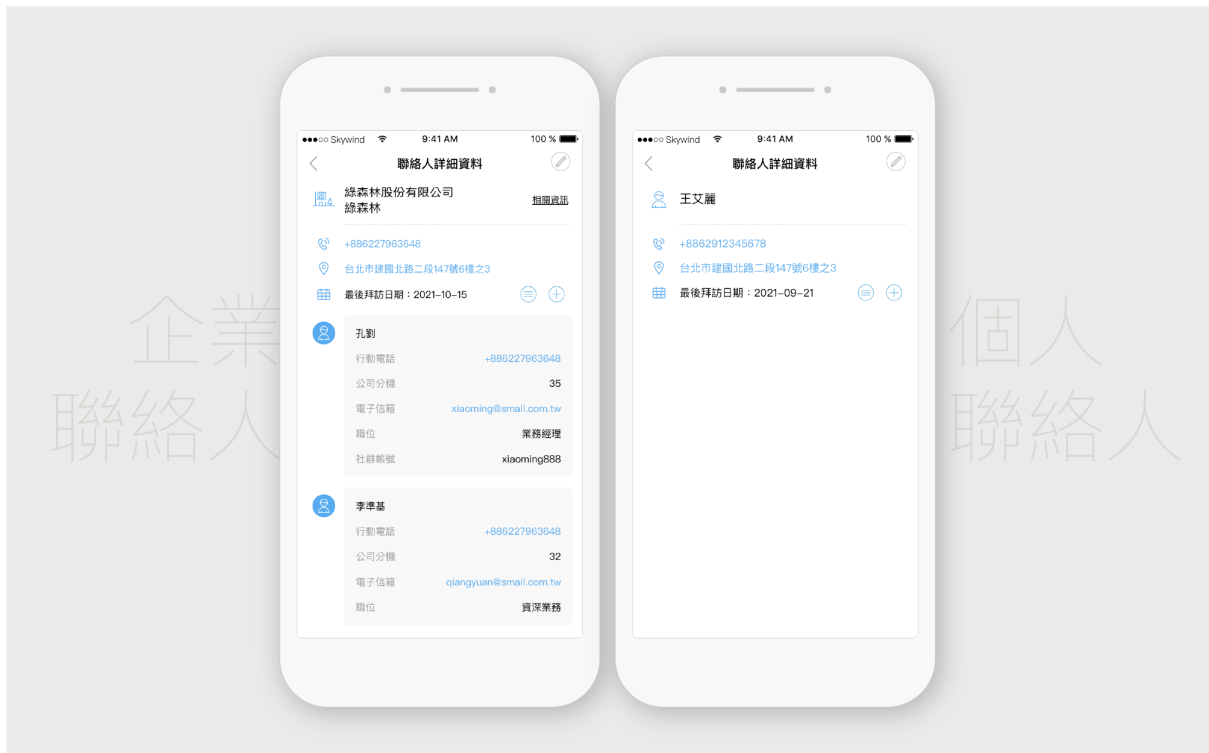 企業
聯絡人
Skywind 9:41 AM 100 %
聯絡人詳細資料
綠森林股份有限公司
綠森林
相關資訊
+886227963648
台北市建國北路二段147號6樓之3
最後拜訪日期：2021-10-15
孔劉
行動電話 +886227963648
公司分機 35
電子信箱 xiaoming@smail.com.tw
職位 業務經理
社群帳號 xiaoming888
李準基
行動電話 +886227963648
公司分機 32
電子信箱 qiangyuan@smail.com.tw
職位 資深業務
Skywind 9:41 AM 100 %
聯絡人詳細資料
王艾麗
+8862912345678
台北市建國北路二段147號6樓之3
最後拜訪日期：2021-09-21
個人
聯絡人